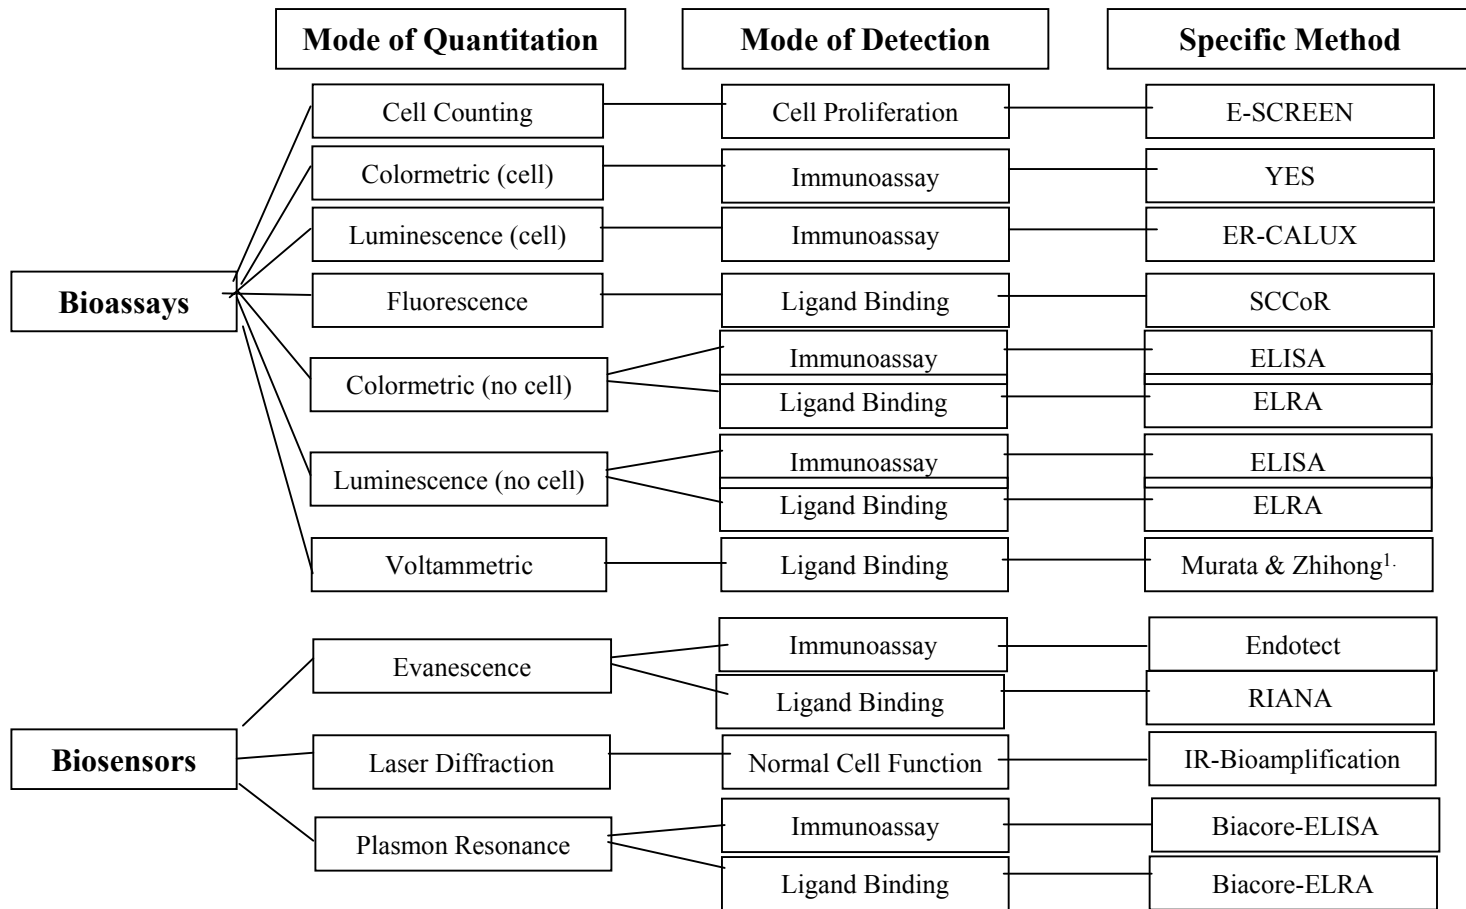 Mode of Quantitation Mode of Detection Specific Method
Cell Counting Cell Proliferation E-SCREEN
Colormetric (cell) Immunoassay YES
Luminescence (cell) Immunoassay ER-CALUX
Bioassays
Fluorescence Ligand Binding SCCoR
Immunoassay ELISA
Colormetric (no cell)
Ligand Binding ELRA
Immunoassay ELISA
Luminescence (no cell)
Ligand Binding ELRA
Voltammetric Ligand Binding Murata & Zhihong1.
Immunoassay Endotect
Evanescence
Ligand Binding RIANA
Biosensors
Laser Diffraction Normal Cell Function IR-Bioamplification
Immunoassay Biacore-ELISA
Plasmon Resonance
Ligand Binding Biacore-ELRA